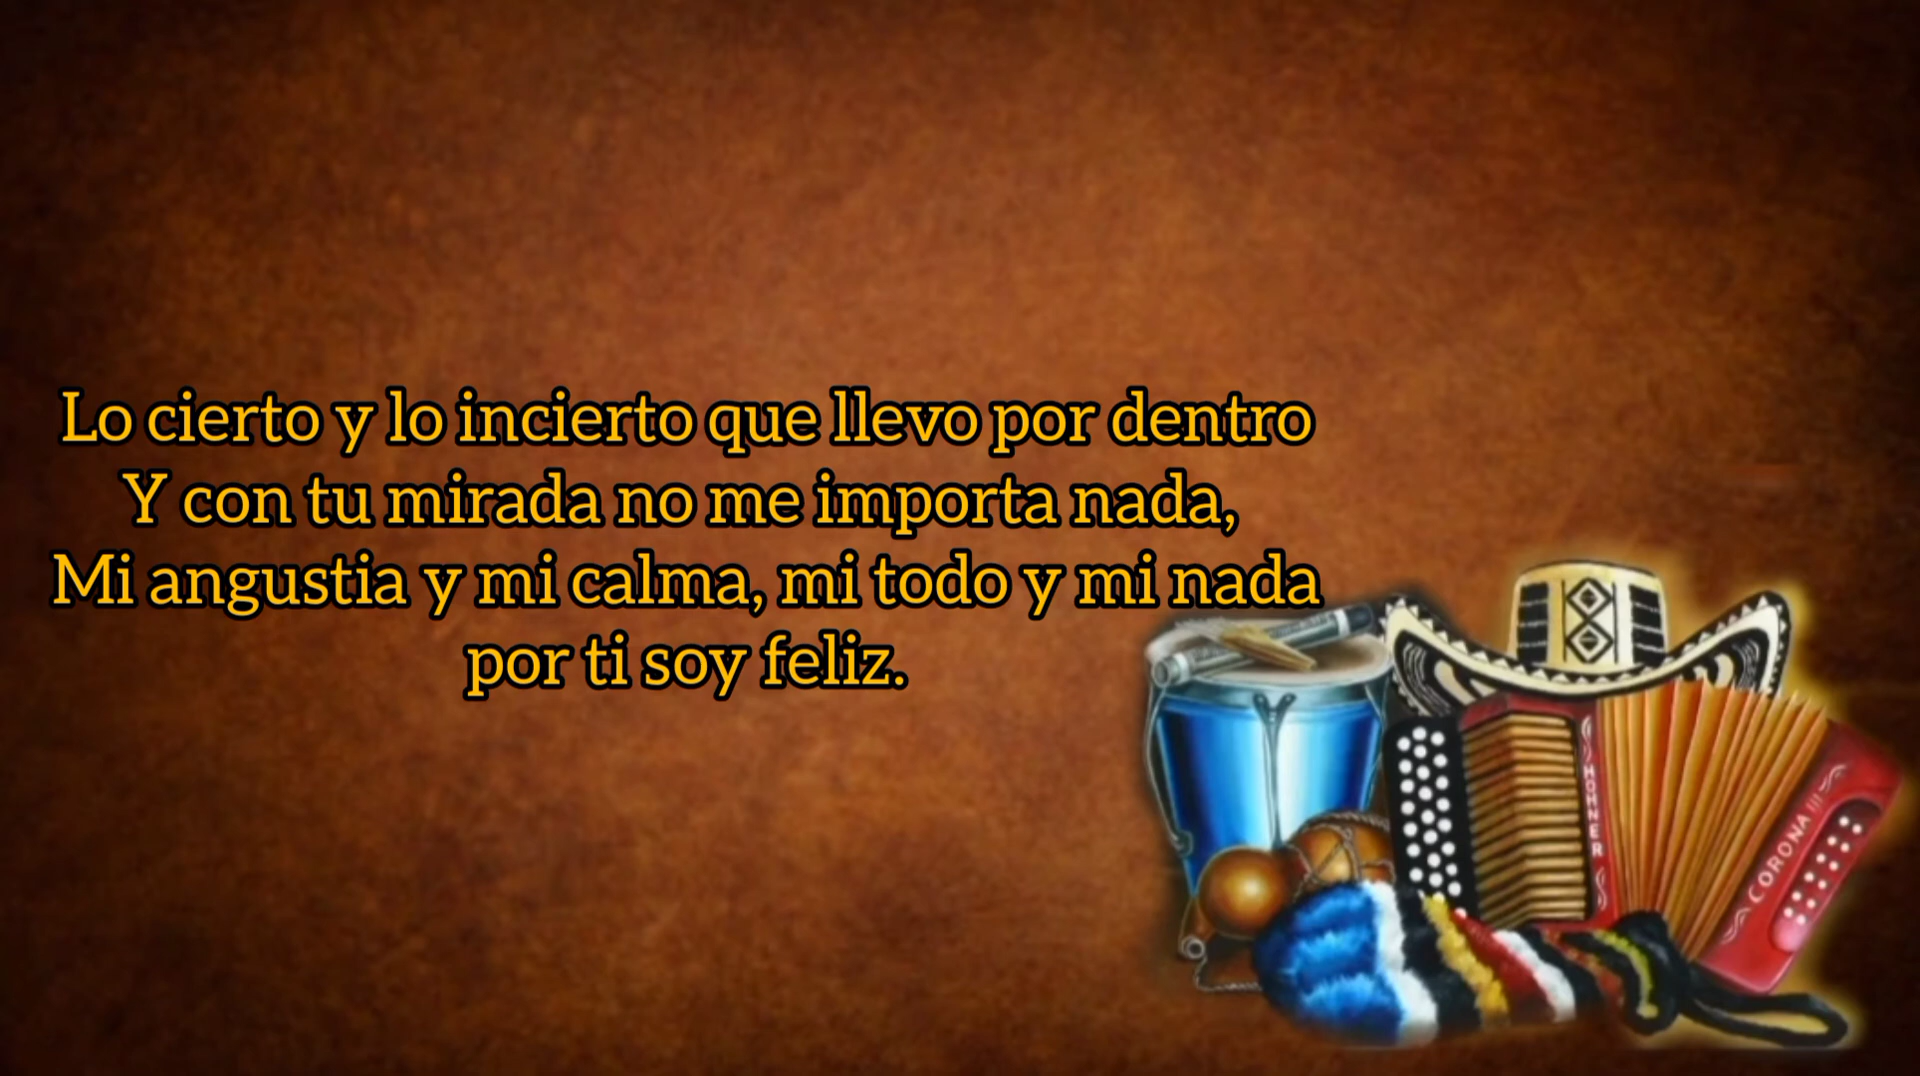 Lo cierto y lo incierto que llevo por dentro
Y con tu mirada no me importa nada,
Mi angustia y mi calma, mi todo y mi nada
por ti soy feliz.
HOHNER
CORONA III